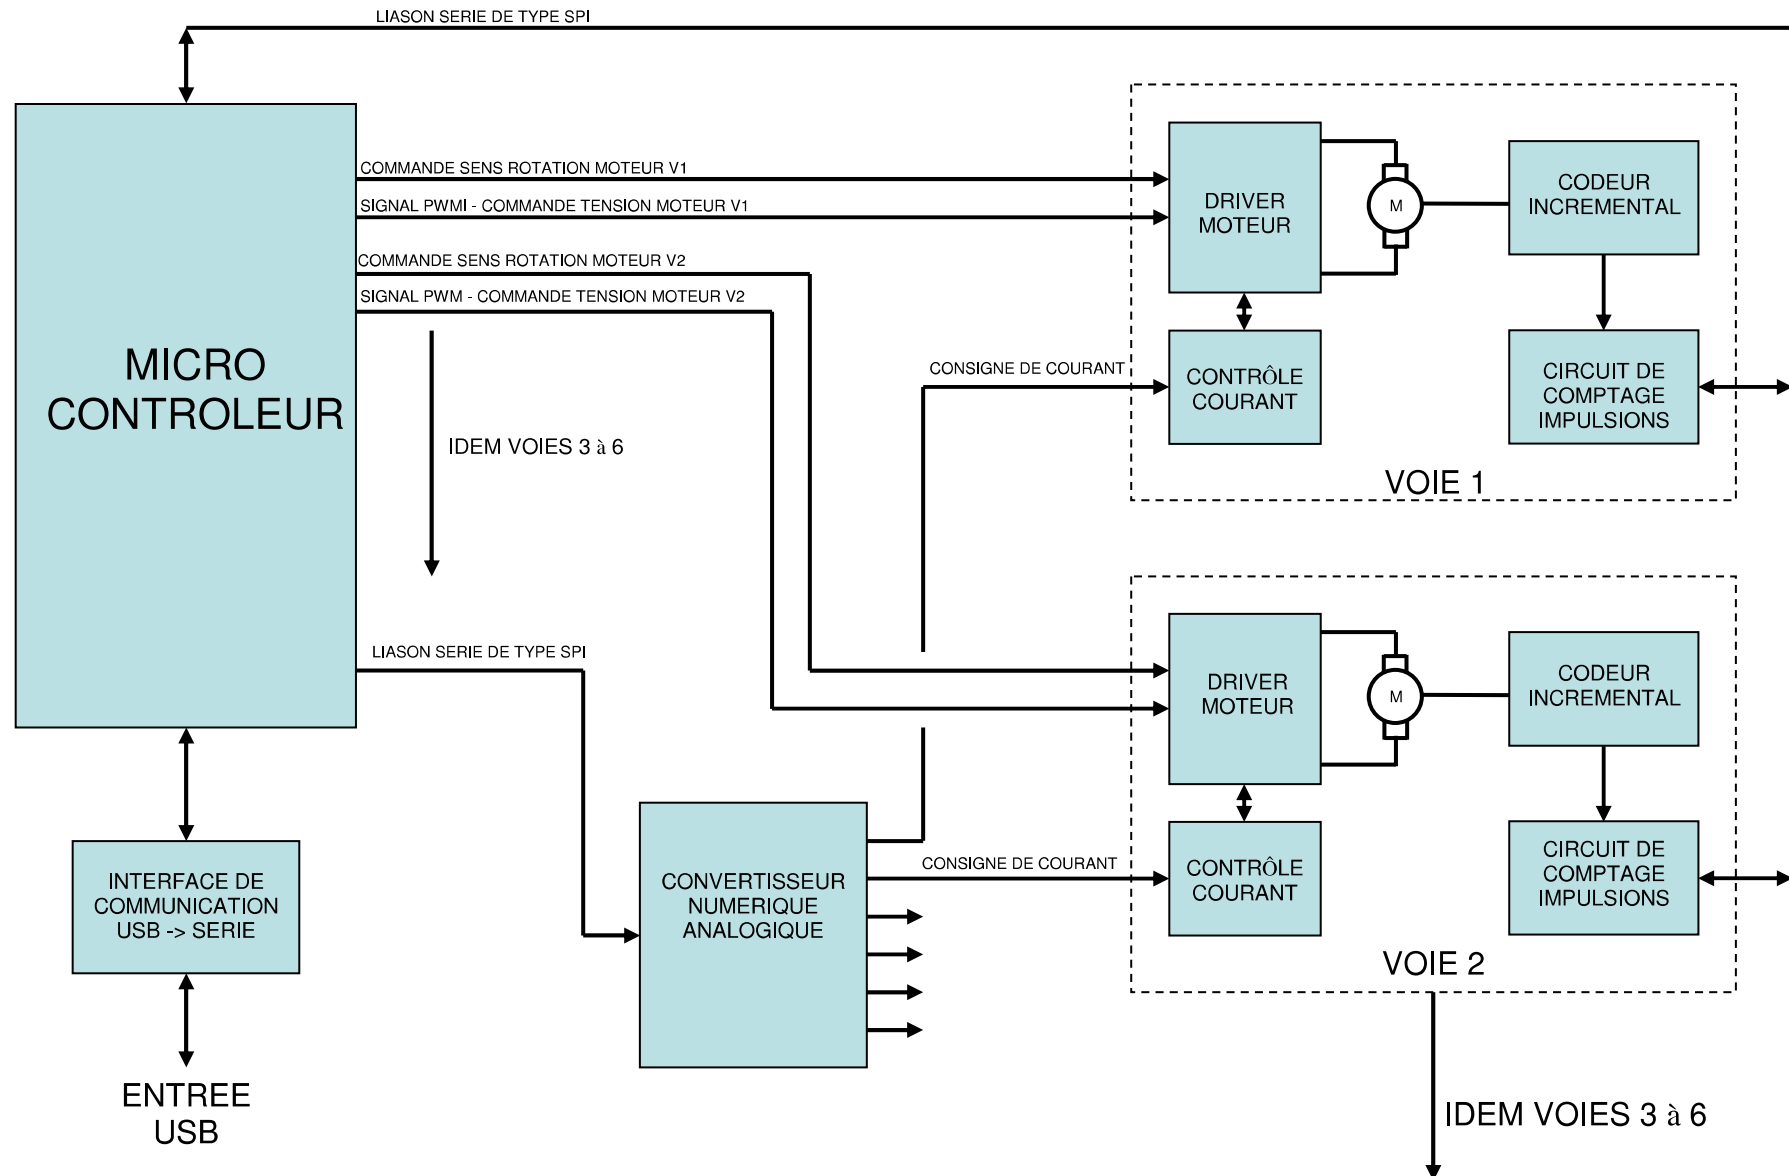 LIASON SERIE DE TYPE SPI
COMMANDE SENS ROTATION MOTEUR V1
SIGNAL PWMI - COMMANDE TENSION MOTEUR V1
COMMANDE SENS ROTATION MOTEUR V2
SIGNAL PWM - COMMANDE TENSION MOTEUR V2
MICRO
CONTROLEUR
IDEM VOIES 3 à 6
LIASON SERIE DE TYPE SPI
DRIVER
MOTEUR
M
CODEUR
INCREMENTAL
CONSIGNE DE COURANT
CONTRÔLE
COURANT
CIRCUIT DE
COMPTAGE
IMPULSIONS
VOIE 1
DRIVER
MOTEUR
M
CODEUR
INCREMENTAL
CONSIGNE DE COURANT
CONTRÔLE
COURANT
CIRCUIT DE
COMPTAGE
IMPULSIONS
VOIE 2
INTERFACE DE
COMMUNICATION
USB -> SERIE
CONVERTISSEUR
NUMERIQUE
ANALOGIQUE
ENTREE
USB
IDEM VOIES 3 à 6